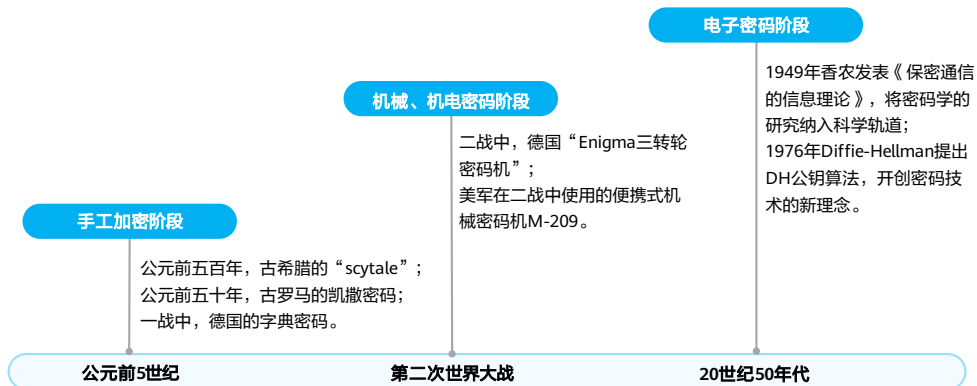 电子密码阶段
1949年香农发表《保密通信
的信息理论》，将密码学的
研究纳入科学轨道；
1976年Diffie-Hellman提出
DH公钥算法，开创密码技
术的新理念。
机械、机电密码阶段
二战中，德国“Enigma三转轮
密码机”；
美军在二战中使用的便携式机
械密码机M-209。
手工加密阶段
公元前五百年，古希腊的“scytale”；
公元前五十年，古罗马的凯撒密码；
一战中，德国的字典密码。
公元前5世纪
第二次世界大战
20世纪50年代